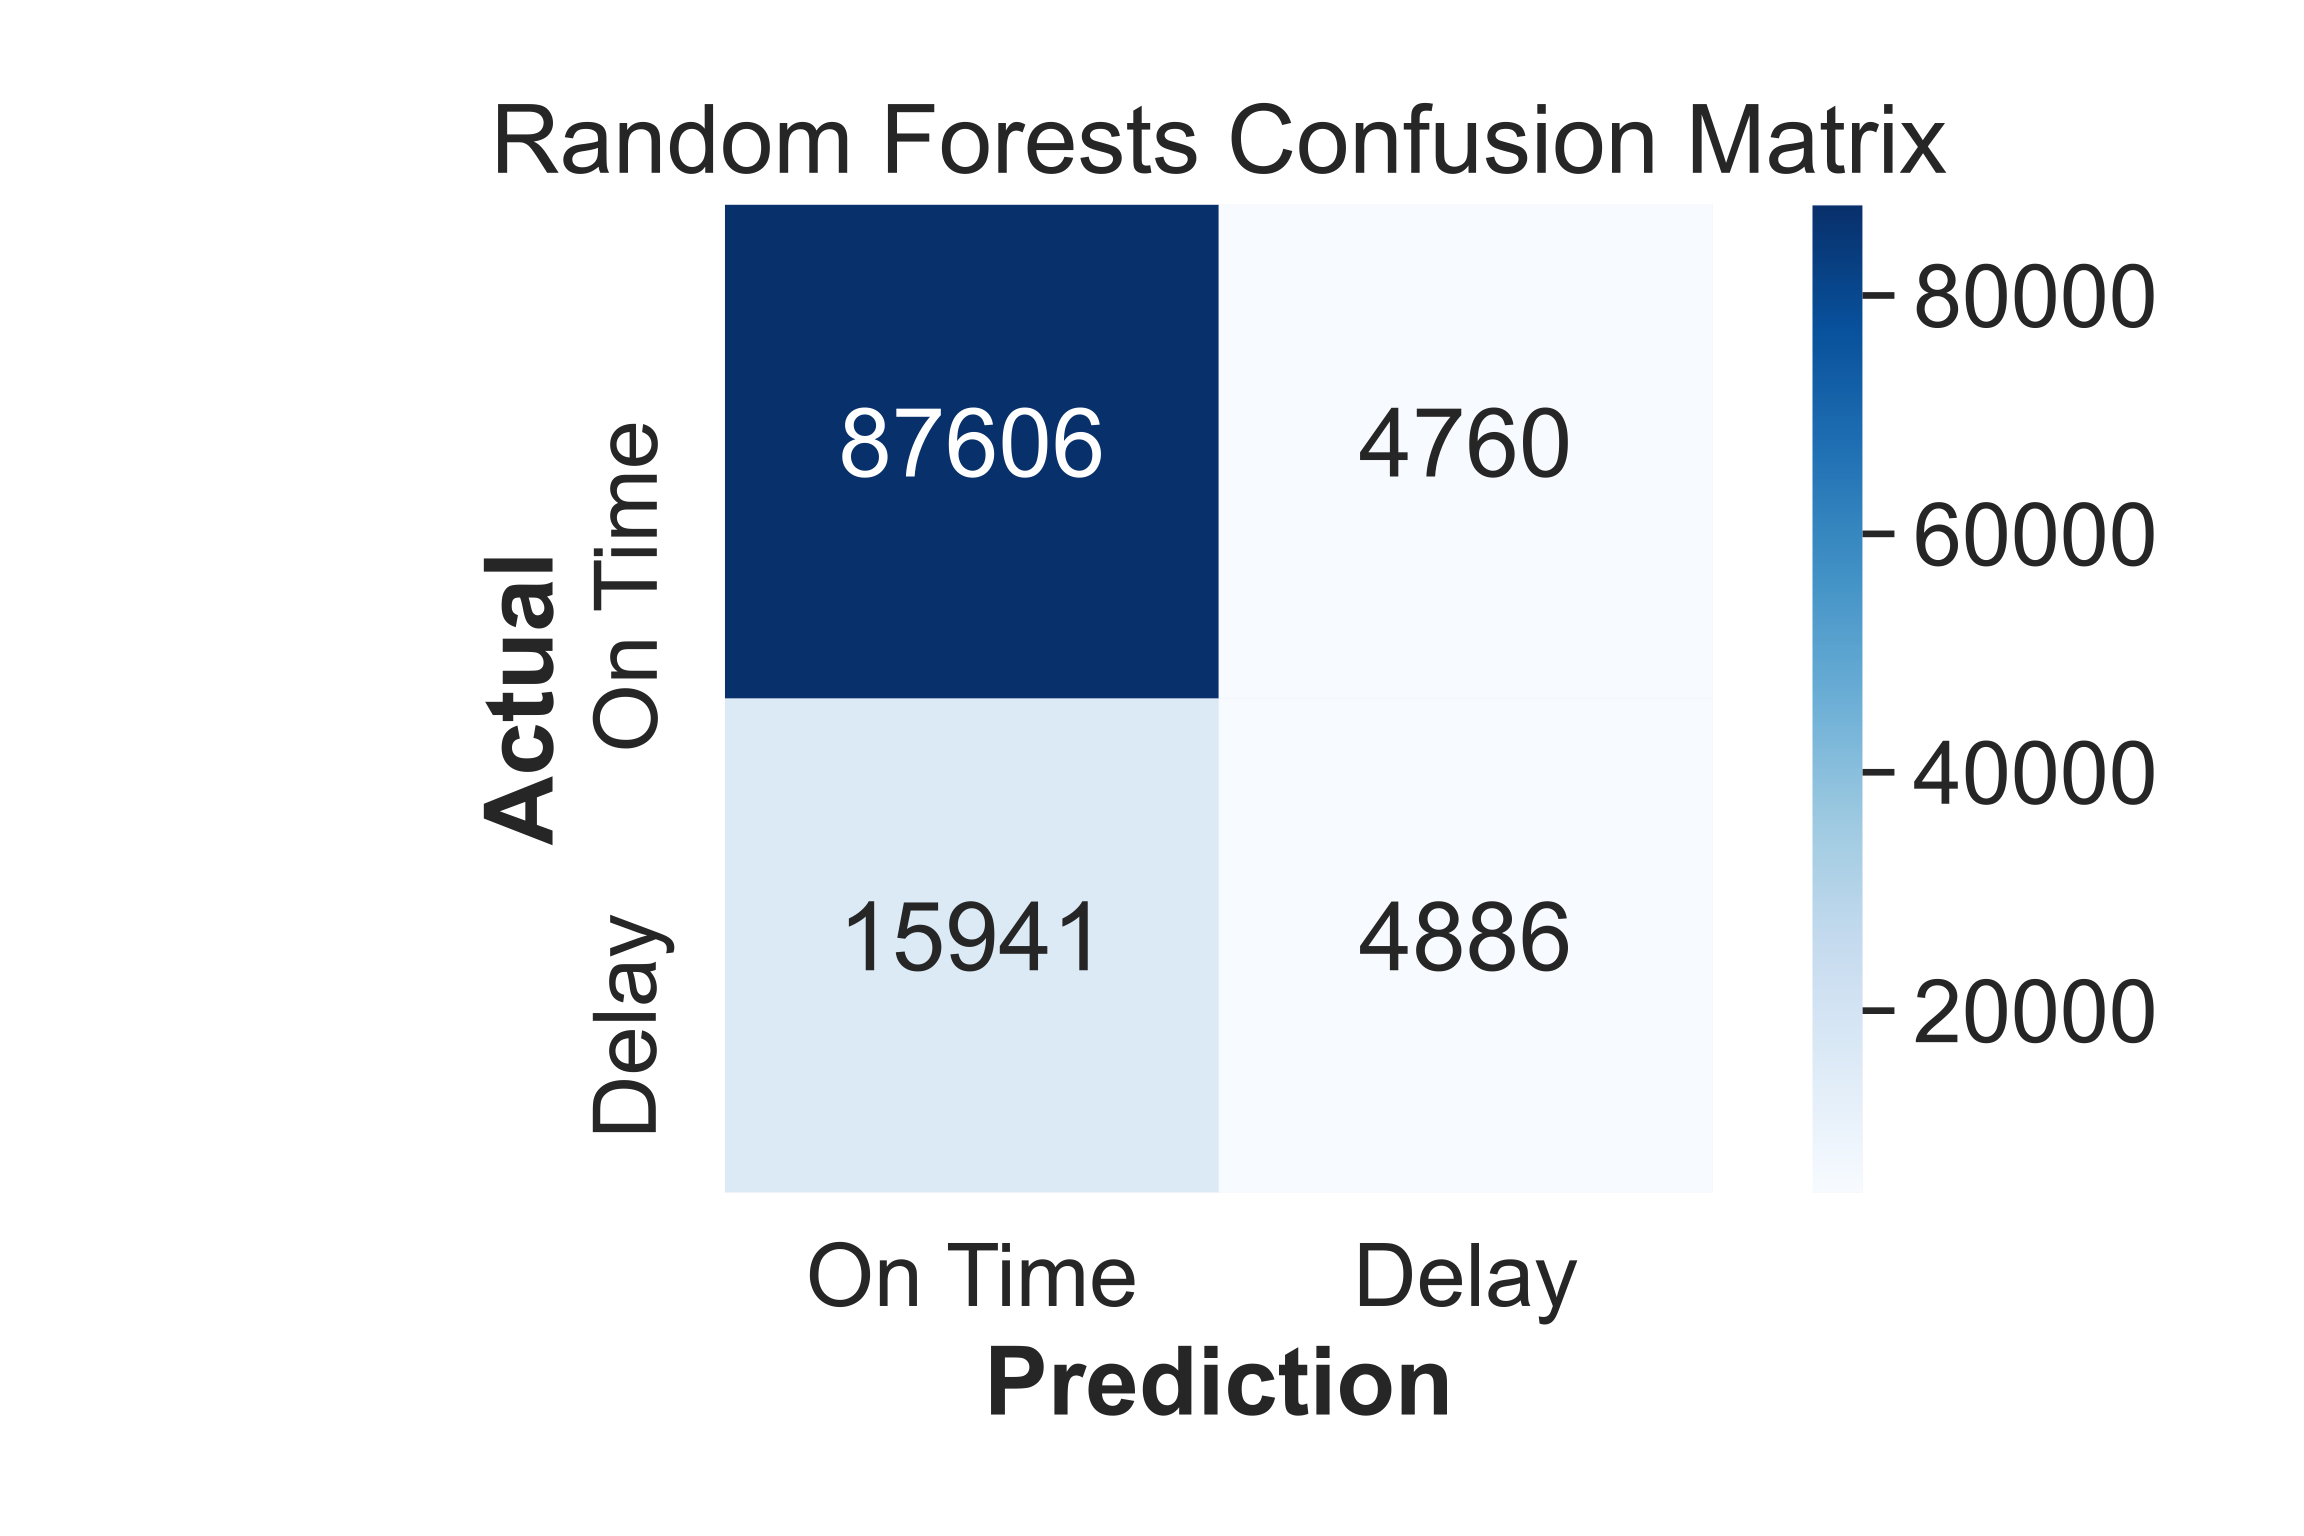 Random Forests Confusion Matrix
Actual
On Time
Delay
87606 4760
15941 4886
On Time Delay
Prediction
80000
60000
40000
20000